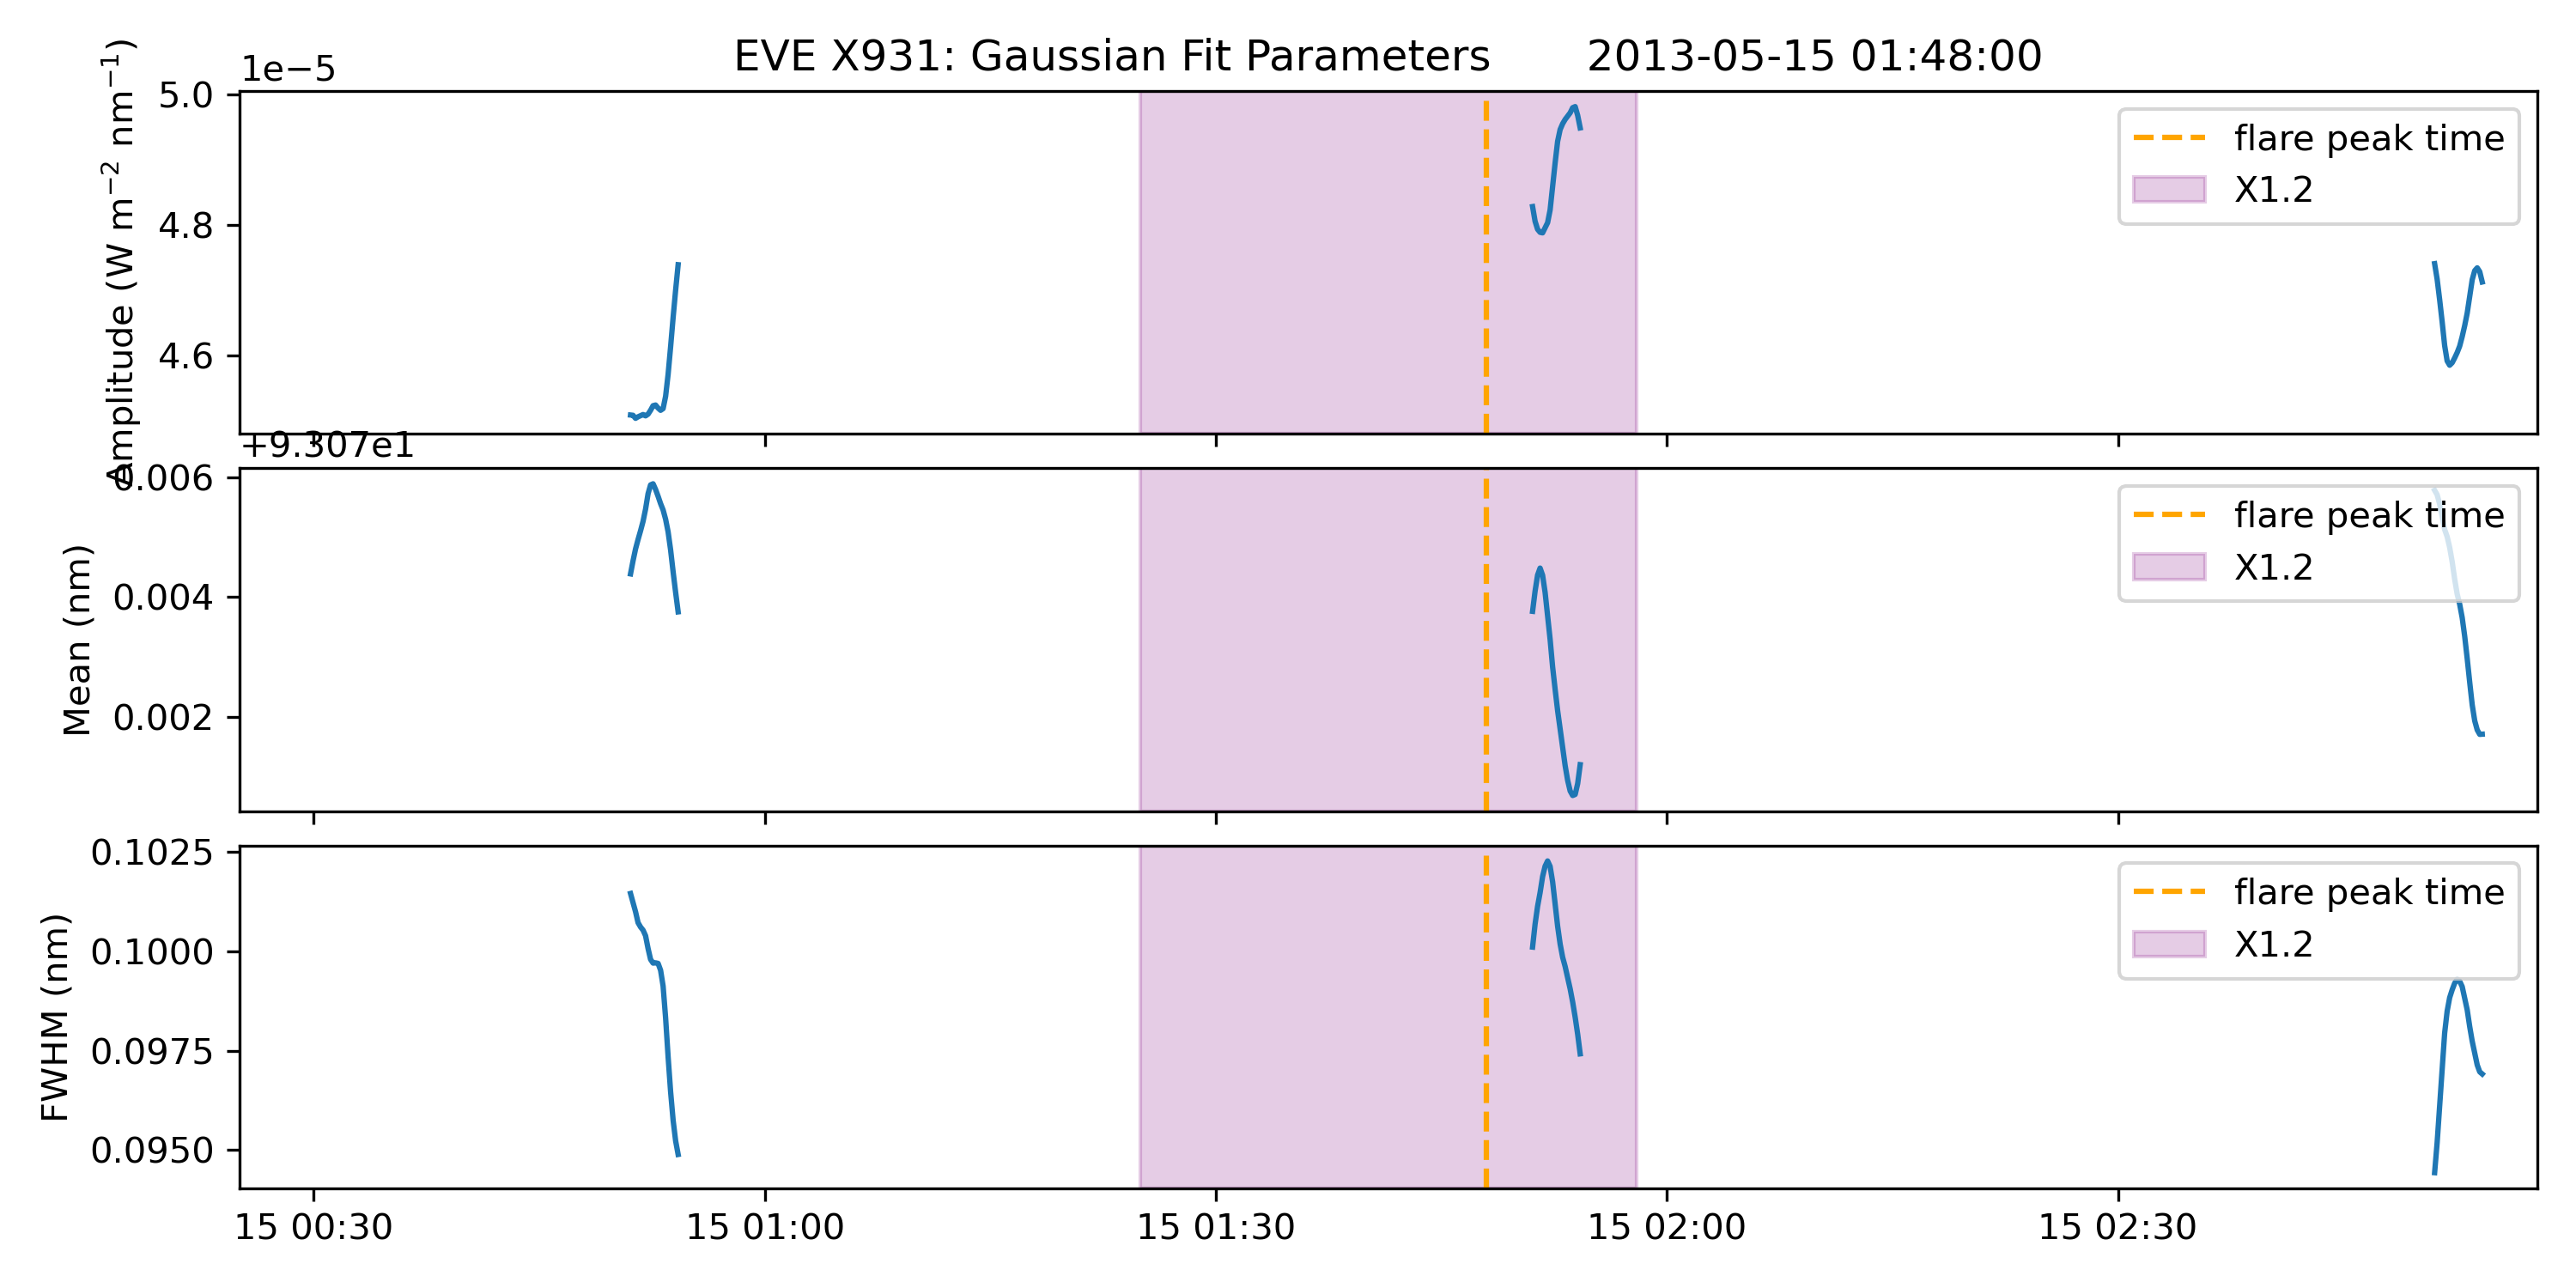 EVE X931: Gaussian Fit Parameters 2013-05-15 01:48:00
1e−5
Amplitude (W m⁻² nm⁻¹)
5.0
4.8
4.6
flare peak time
X1.2
+9.307e1
Mean (nm)
0.006
0.004
0.002
flare peak time
X1.2
FWHM (nm)
0.1025
0.1000
0.0975
0.0950
flare peak time
X1.2
15 00:30 15 01:00 15 01:30 15 02:00 15 02:30